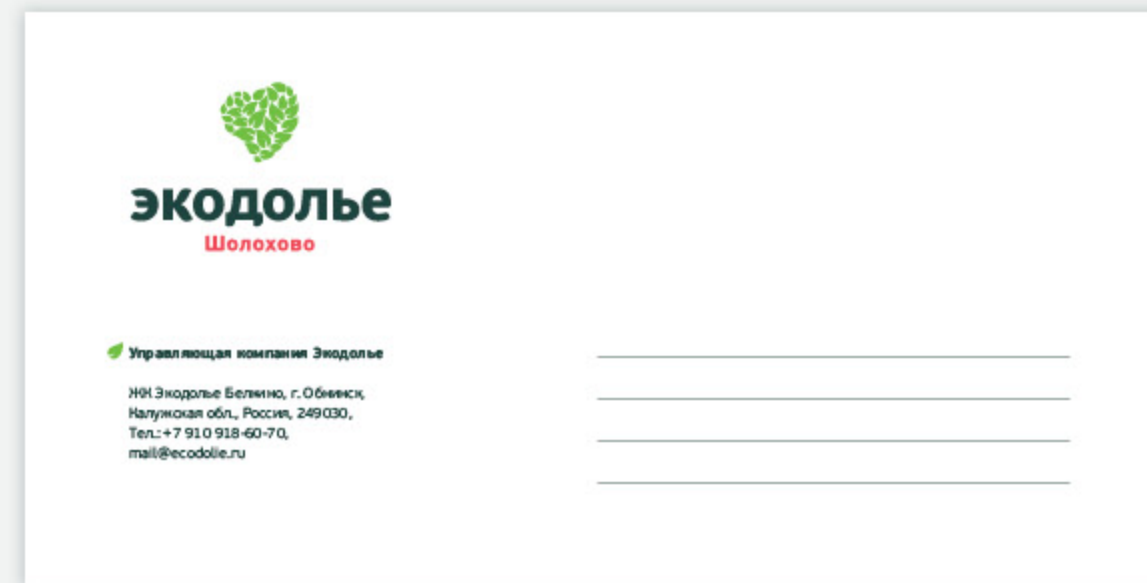 экодолье
Шолохово
Управляющая компания Экодолье
ЖК Экодолье Белкино, г. Обнинск,
Калужская обл., Россия, 249030,
Тел.: +7 910 918-60-70,
mail@ecodolie.ru